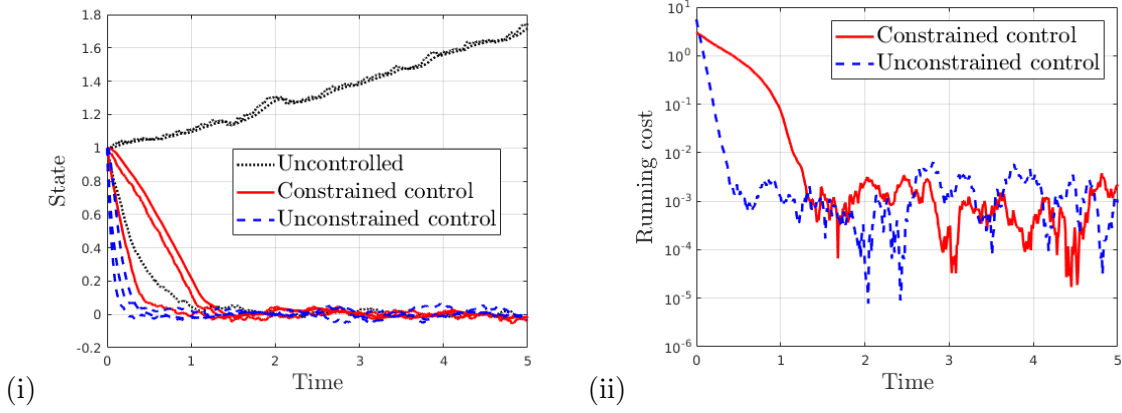 1.8
1.6
1.4
1.2
1
0.8
0.6
0.4
0.2
0
-0.2
State
Uncontrolled
Constrained control
Unconstrained control
0 1 2 3 4 5
Time
(i)
10^1
10^0
10^-1
10^-2
10^-3
10^-4
10^-5
10^-6
Running cost
Constrained control
Unconstrained control
0 1 2 3 4 5
Time
(ii)